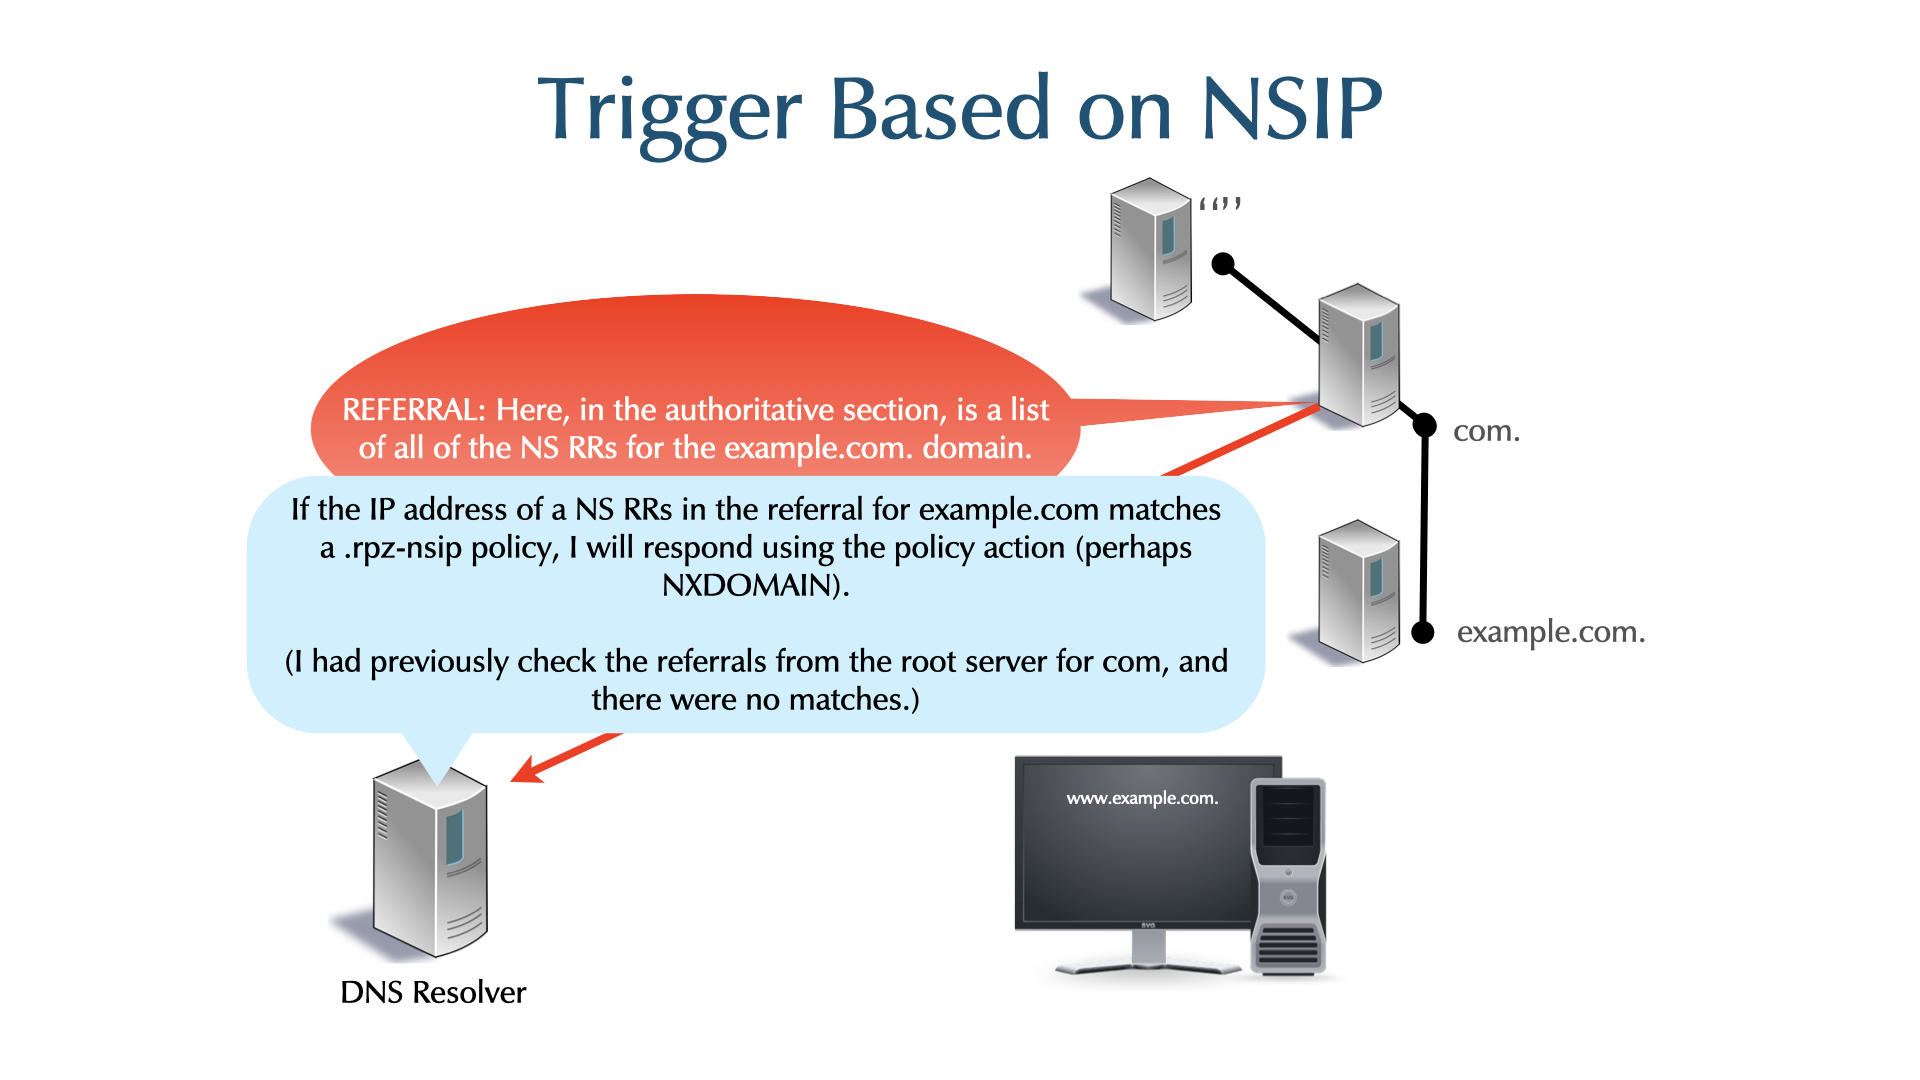 Trigger Based on NSIP
“”
REFERRAL: Here, in the authoritative section, is a list
of all of the NS RRs for the example.com. domain.
com.
If the IP address of a NS RRs in the referral for example.com matches
a .rpz-nsip policy, I will respond using the policy action (perhaps
NXDOMAIN).
(I had previously check the referrals from the root server for com, and
there were no matches.)
example.com.
www.example.com.
SVG
SVG
DNS Resolver